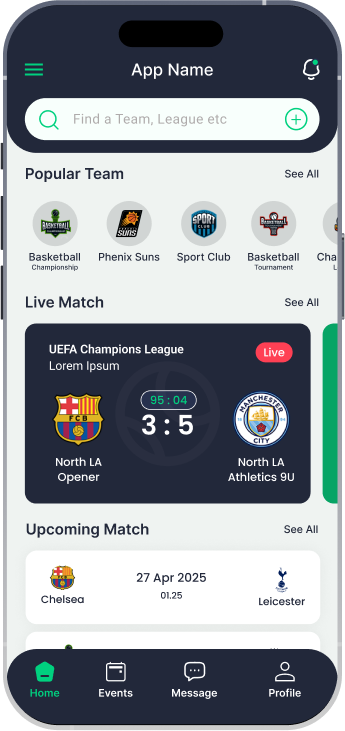 App Name
Find a Team, League etc
Popular Team
See All
BASKETBALL
SUNS
SPORT
CLUB
Basketball
Championship
Phenix Suns
Sport Club
Basketball
Tournament
Cha
L
Live Match
See All
UEFA Champions League
Live
Lorem Ipsum
95 : 04
3 : 5
FCB
MANCHESTER
CITY
North LA
Opener
North LA
Athletics 9U
Upcoming Match
See All
27 Apr 2025
01.25
Chelsea
Leicester
Home
Events
Message
Profile